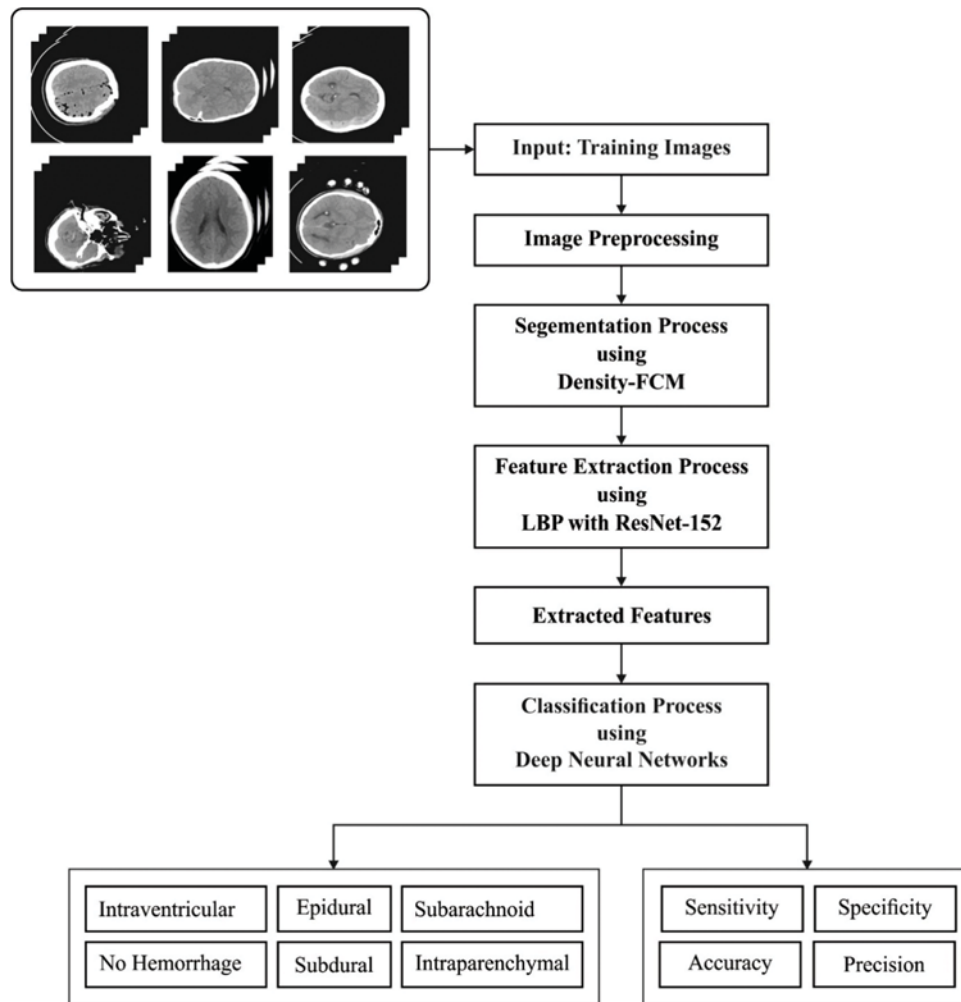 Input: Training Images
Image Preprocessing
Segementation Process
using
Density-FCM
Feature Extraction Process
using
LBP with ResNet-152
Extracted Features
Classification Process
using
Deep Neural Networks
Intraventricular
Epidural
Subarachnoid
No Hemorrhage
Subdural
Intraparenchymal
Sensitivity
Specificity
Accuracy
Precision